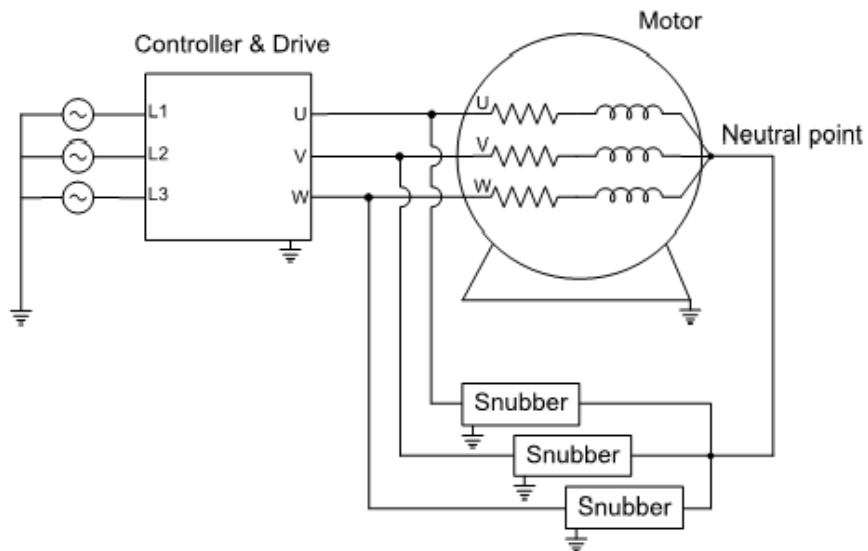 Motor
Controller & Drive
L1
U
U
Neutral point
L2
V
V
L3
W
W
Snubber
Snubber
Snubber